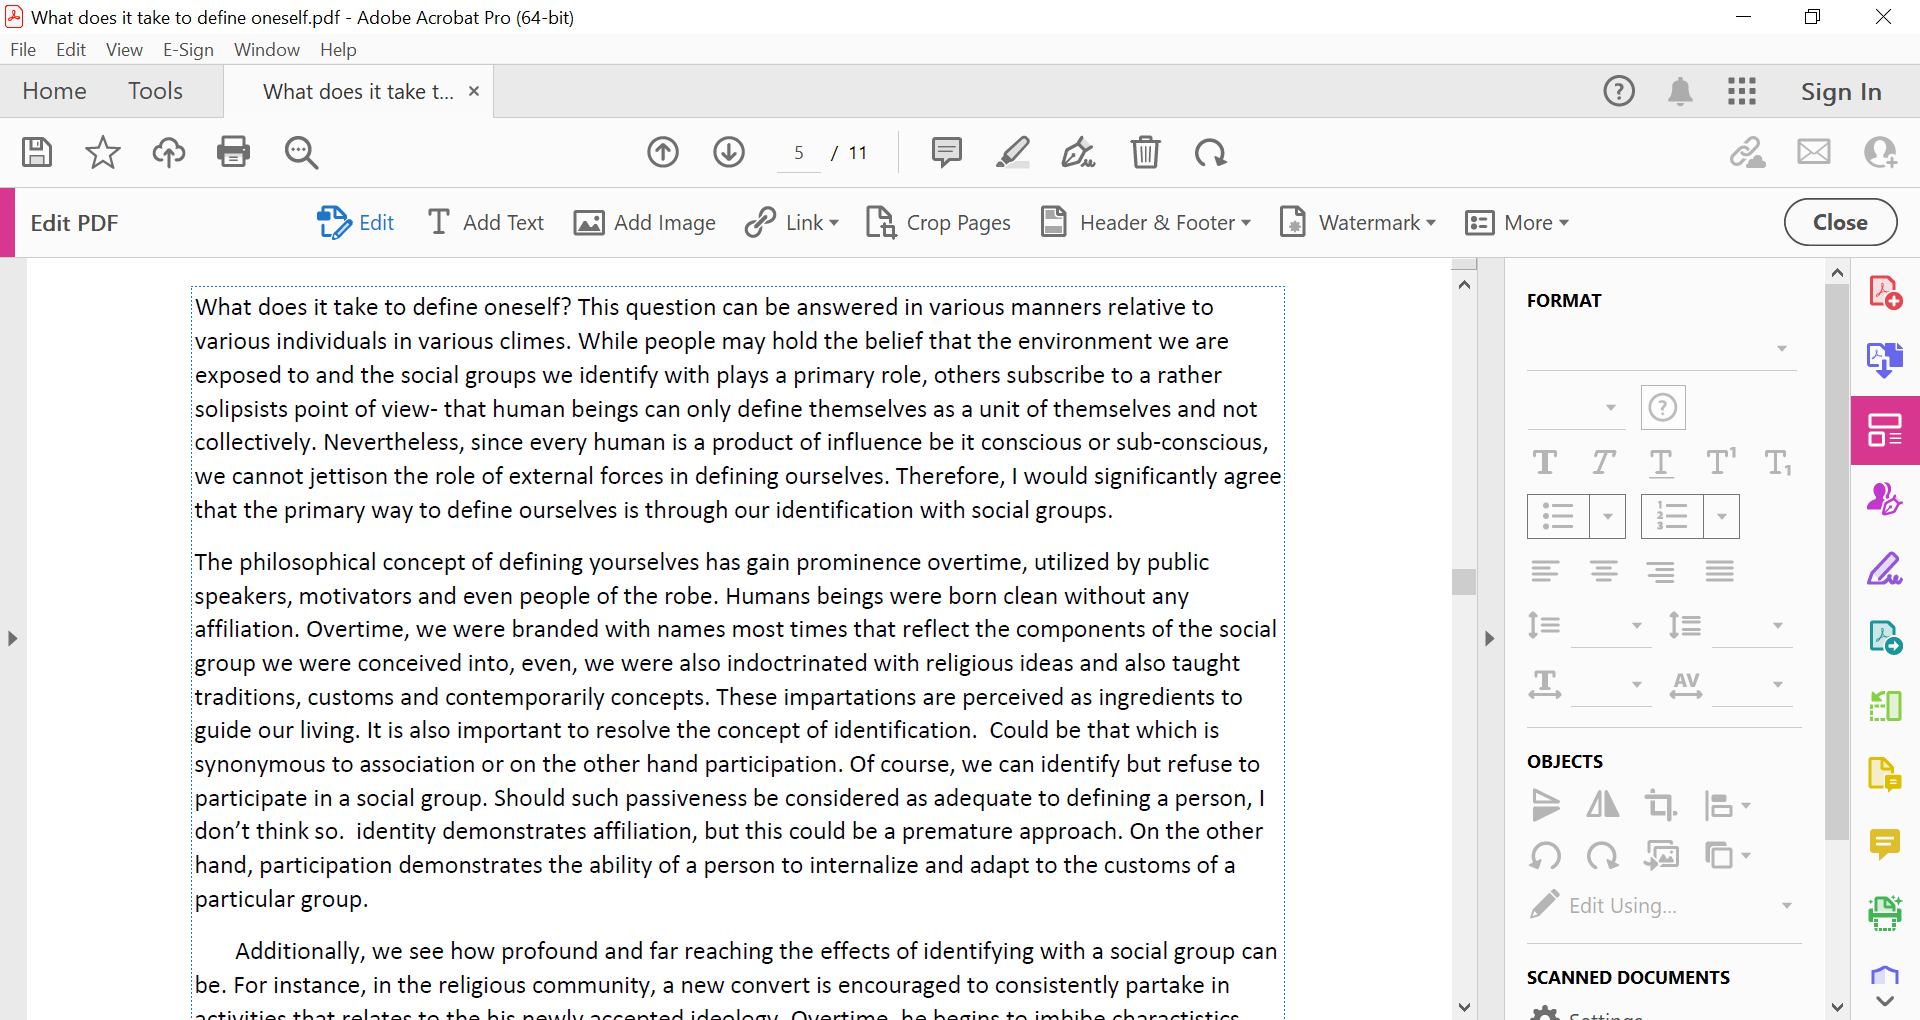 What does it take to define oneself.pdf - Adobe Acrobat Pro (64-bit)
File Edit View E-Sign Window Help
Home Tools What does it take t... × Sign In
5 / 11
Edit PDF Edit Add Text Add Image Link Crop Pages Header & Footer Watermark More Close
What does it take to define oneself? This question can be answered in various manners relative to
various individuals in various climes. While people may hold the belief that the environment we are
exposed to and the social groups we identify with plays a primary role, others subscribe to a rather
solipsists point of view- that human beings can only define themselves as a unit of themselves and not
collectively. Nevertheless, since every human is a product of influence be it conscious or sub-conscious,
we cannot jettison the role of external forces in defining ourselves. Therefore, I would significantly agree
that the primary way to define ourselves is through our identification with social groups.
The philosophical concept of defining yourselves has gain prominence overtime, utilized by public
speakers, motivators and even people of the robe. Humans beings were born clean without any
affiliation. Overtime, we were branded with names most times that reflect the components of the social
group we were conceived into, even, we were also indoctrinated with religious ideas and also taught
traditions, customs and contemporarily concepts. These impartations are perceived as ingredients to
guide our living. It is also important to resolve the concept of identification.  Could be that which is
synonymous to association or on the other hand participation. Of course, we can identify but refuse to
participate in a social group. Should such passiveness be considered as adequate to defining a person, I
don’t think so.  identity demonstrates affiliation, but this could be a premature approach. On the other
hand, participation demonstrates the ability of a person to internalize and adapt to the customs of a
particular group.
Additionally, we see how profound and far reaching the effects of identifying with a social group can
be. For instance, in the religious community, a new convert is encouraged to consistently partake in
activities that relates to the his newly accepted ideology. Overtime, he begins to imbibe charactistics
FORMAT
OBJECTS
Edit Using...
SCANNED DOCUMENTS
Settings